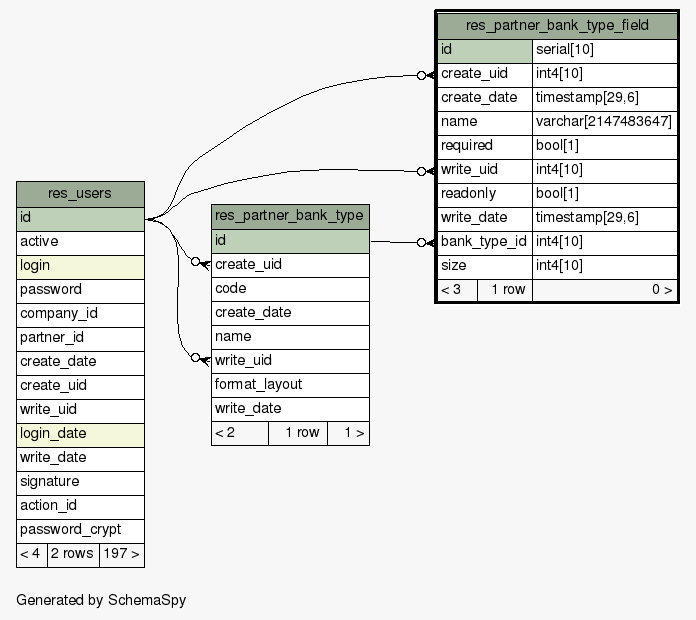 res_partner_bank_type_field
id serial[10]
create_uid int4[10]
create_date timestamp[29,6]
name varchar[2147483647]
required bool[1]
write_uid int4[10]
readonly bool[1]
write_date timestamp[29,6]
bank_type_id int4[10]
size int4[10]
< 3 1 row 0 >
res_users
id
active
login
password
company_id
partner_id
create_date
create_uid
write_uid
login_date
write_date
signature
action_id
password_crypt
< 4 2 rows 197 >
res_partner_bank_type
id
create_uid
code
create_date
name
write_uid
format_layout
write_date
< 2 1 row 1 >
Generated by SchemaSpy